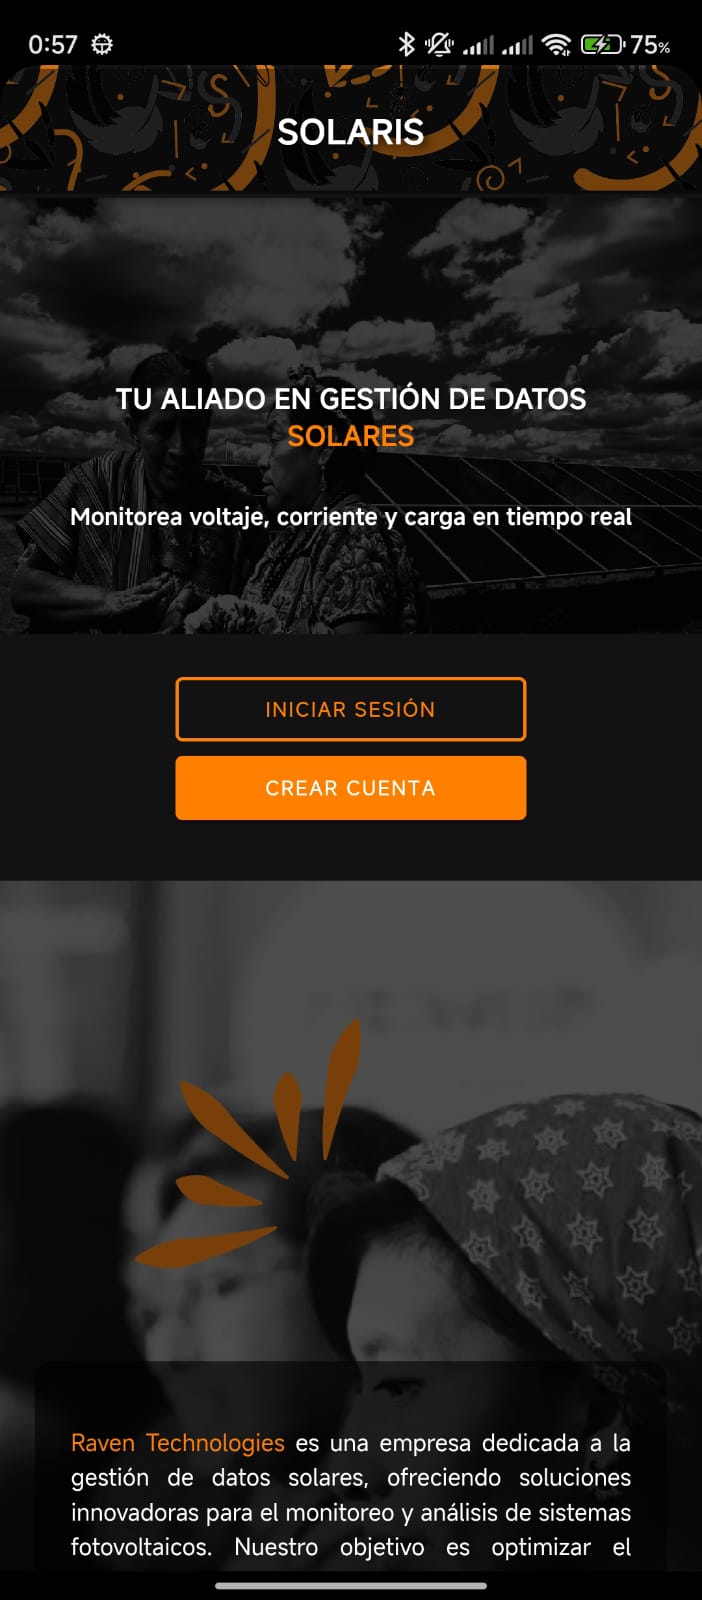 0:57
75%
SOLARIS
TU ALIADO EN GESTIÓN DE DATOS
SOLARES
Monitorea voltaje, corriente y carga en tiempo real
INICIAR SESIÓN
CREAR CUENTA
Raven Technologies es una empresa dedicada a la
gestión de datos solares, ofreciendo soluciones
innovadoras para el monitoreo y análisis de sistemas
fotovoltaicos. Nuestro objetivo es optimizar el